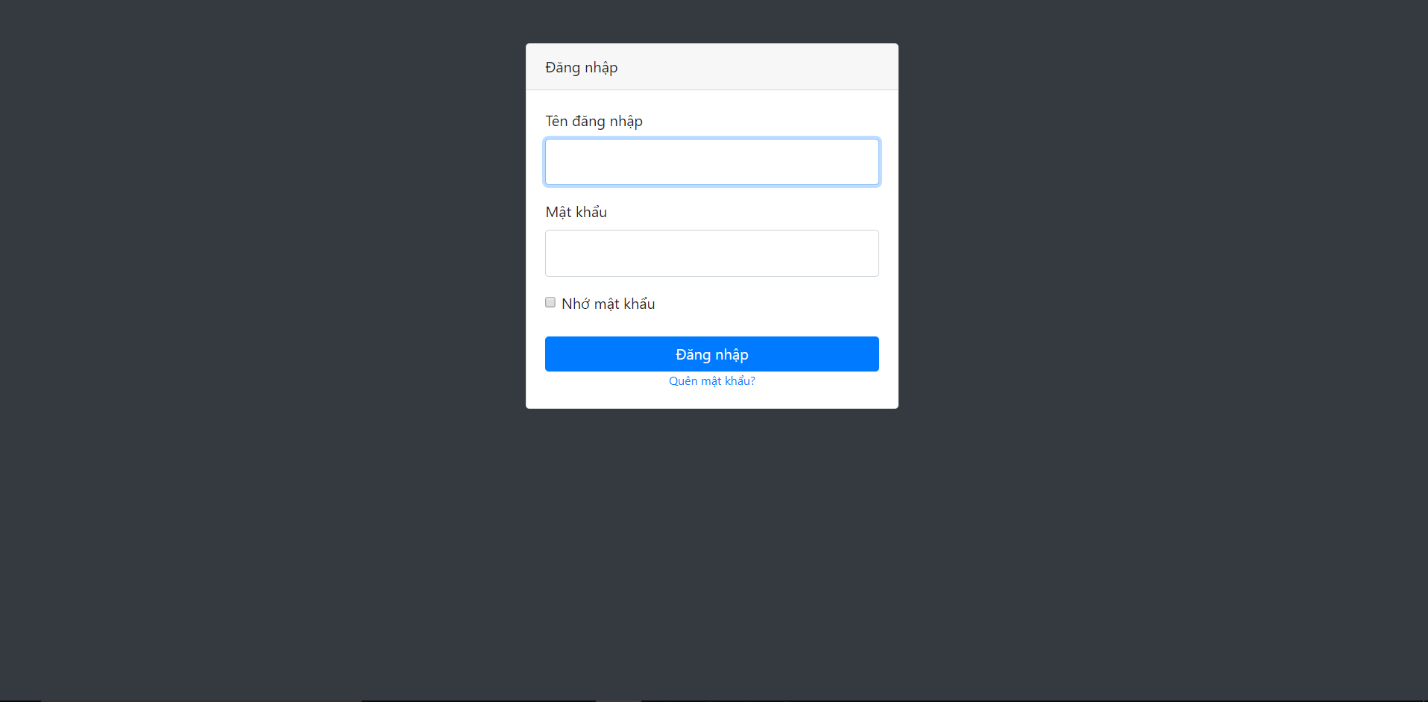 Đăng nhập
Tên đăng nhập
Mật khẩu
Nhớ mật khẩu
Đăng nhập
Quên mật khẩu?